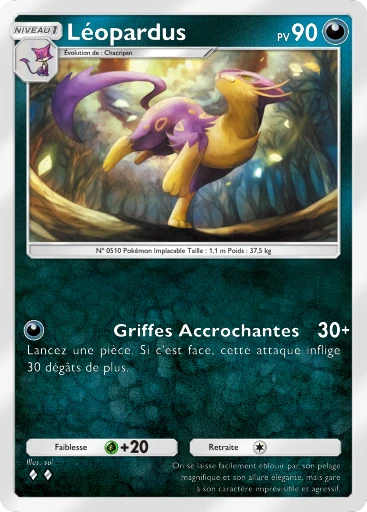 NIVEAU 1
Léopardus
PV 90
Évolution de : Chacripan
N° 0510 Pokémon Implacable Taille : 1,1 m Poids : 37,5 kg
Griffes Accrochantes 30+
Lancez une pièce. Si c'est face, cette attaque inflige
30 dégâts de plus.
Faiblesse +20 Retraite
Illus. sui
On se laisse facilement éblouir par son pelage
magnifique et son allure élégante, mais gare
à son caractère imprévisible et agressif.